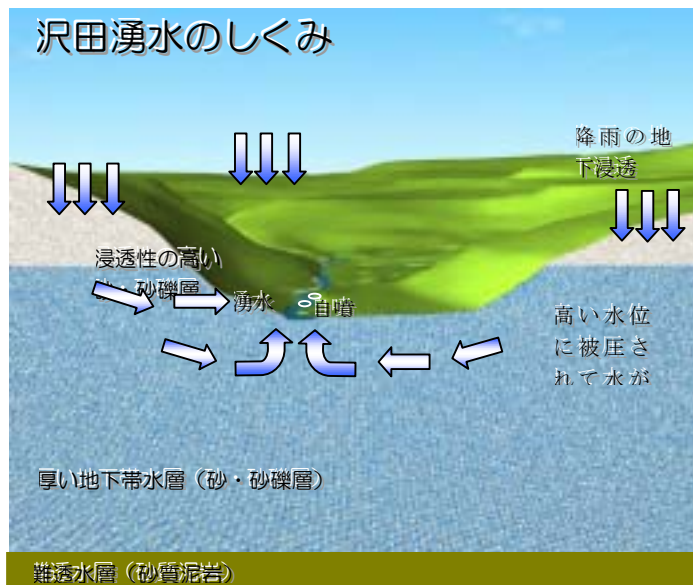 沢田湧水のしくみ
降雨の地
下浸透
浸透性の高い
砂・砂礫層
湧水
自噴
高い水位
に被圧さ
れて水が
厚い地下帯水層（砂・砂礫層）
難透水層（砂質泥岩）